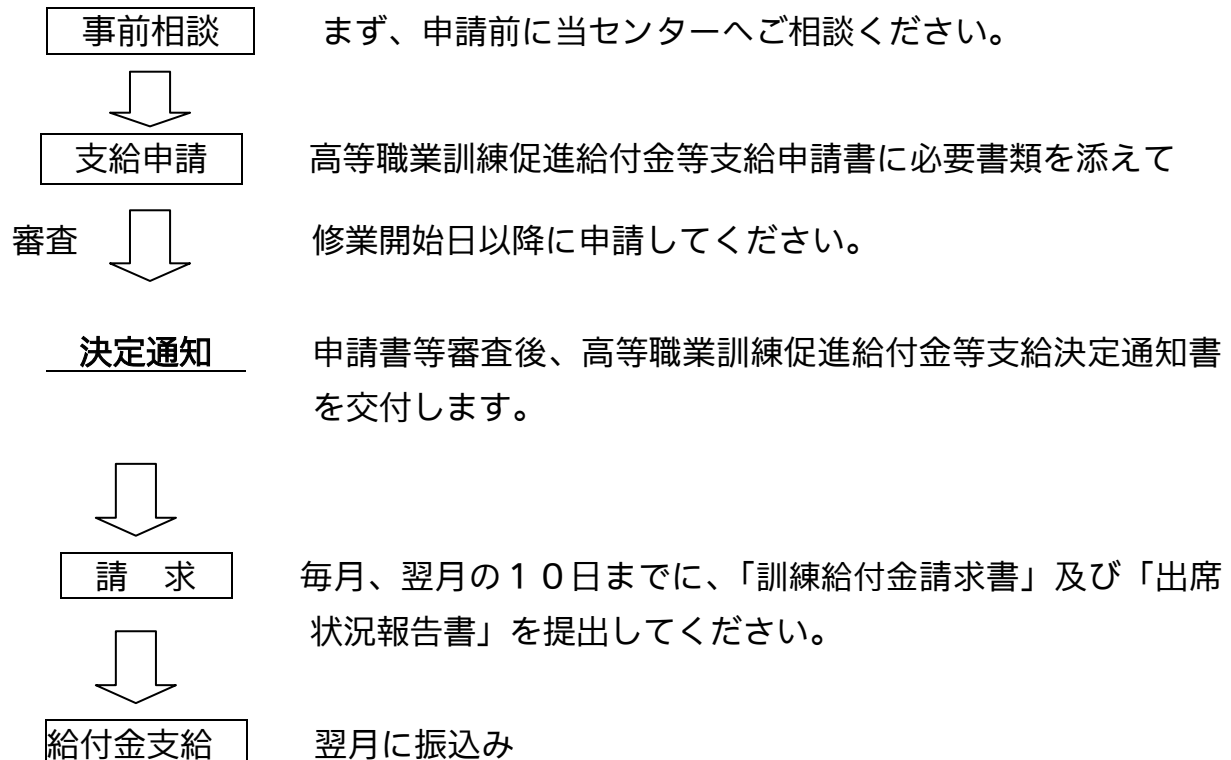 事前相談　まず、申請前に当センターへご相談ください。
支給申請　高等職業訓練促進給付金等支給申請書に必要書類を添えて
審査　修業開始日以降に申請してください。
決定通知　申請書等審査後、高等職業訓練促進給付金等支給決定通知書
を交付します。
請　求　毎月、翌月の１０日までに、「訓練給付金請求書」及び「出席
状況報告書」を提出してください。
給付金支給　翌月に振込み